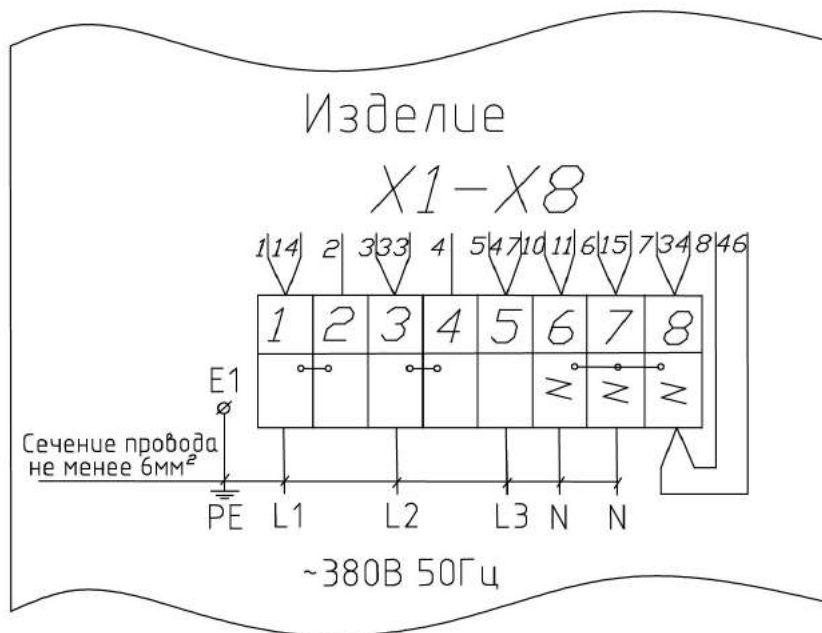 Изделие
X1-X8
1 14 2 3 33 4 5 47 10 11 6 15 7 34 8 46
1 2 3 4 5 6 7 8
E1
N N N
Сечение провода
не менее 6мм²
PE L1 L2 L3 N N
~380В 50Гц